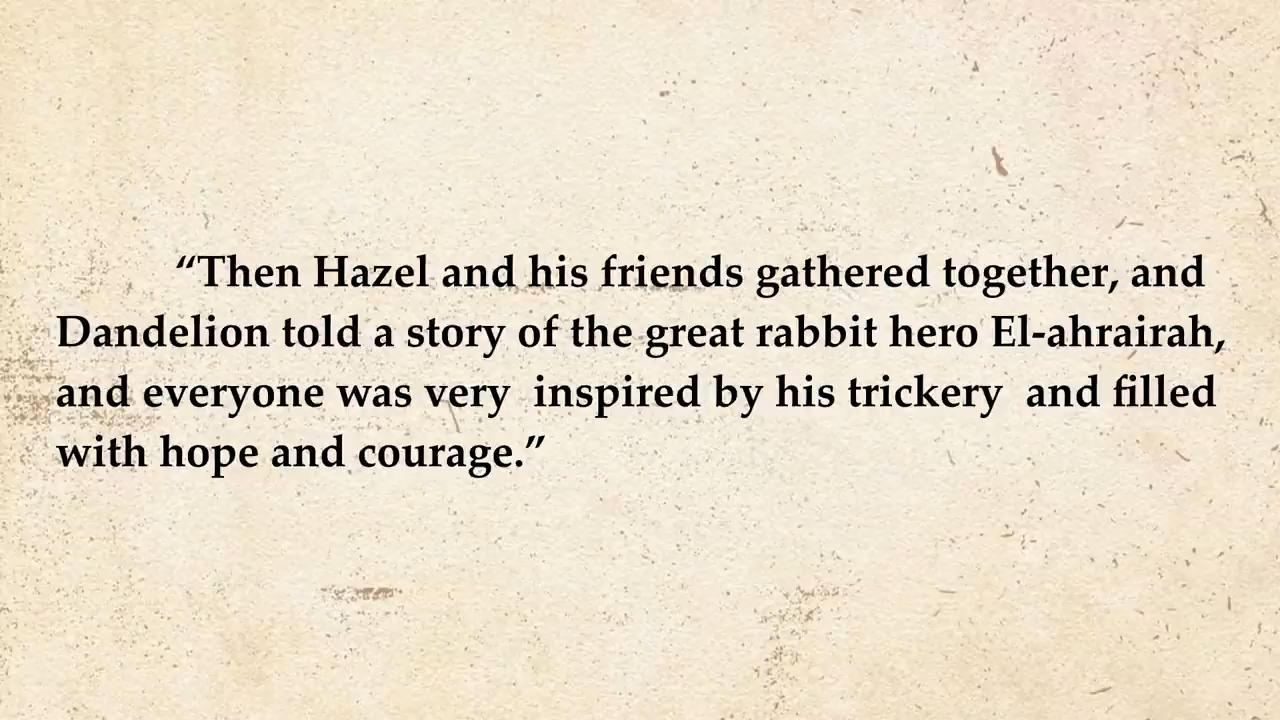 “Then Hazel and his friends gathered together, and
Dandelion told a story of the great rabbit hero El-ahrairah,
and everyone was very  inspired by his trickery  and filled
with hope and courage.”